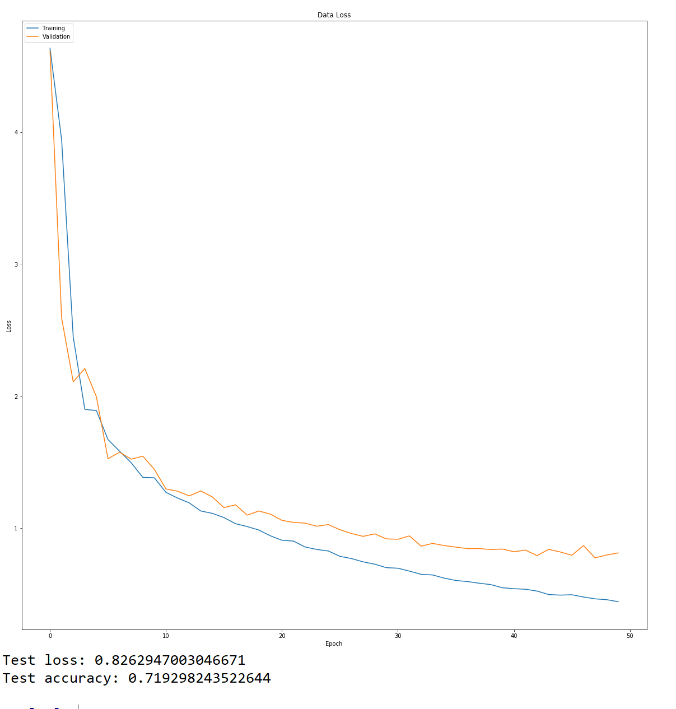 Data Loss
Training
Validation
4
3
2
1
Loss
0 10 20 30 40 50
Epoch
Test loss: 0.8262947003046671
Test accuracy: 0.719298243522644